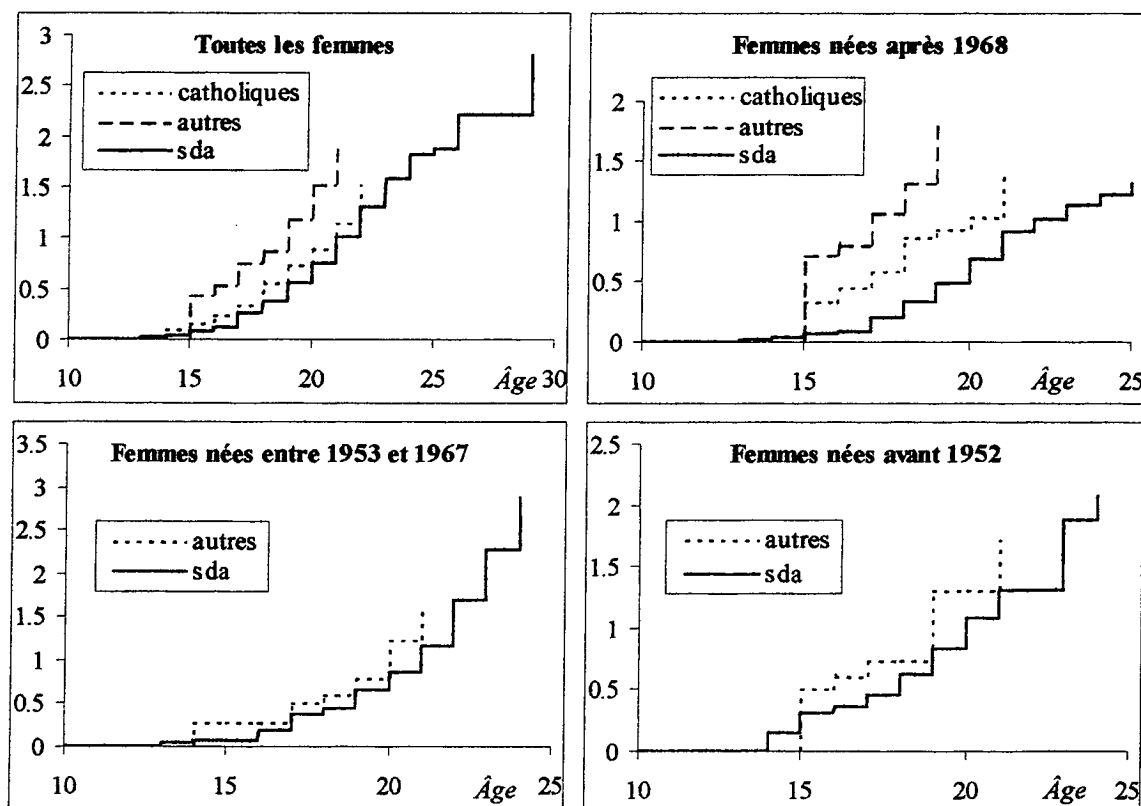 Toutes les femmes
catholiques
autres
sda
3
2.5
2
1.5
1
0.5
0
10
15
20
25
Âge 30
Femmes nées après 1968
catholiques
autres
sda
2
1.5
1
0.5
0
10
15
20
Âge
25
Femmes nées entre 1953 et 1967
autres
sda
3.5
3
2.5
2
1.5
1
0.5
0
10
15
20
Âge
25
Femmes nées avant 1952
autres
sda
2.5
2
1.5
1
0.5
0
10
15
20
Âge
25